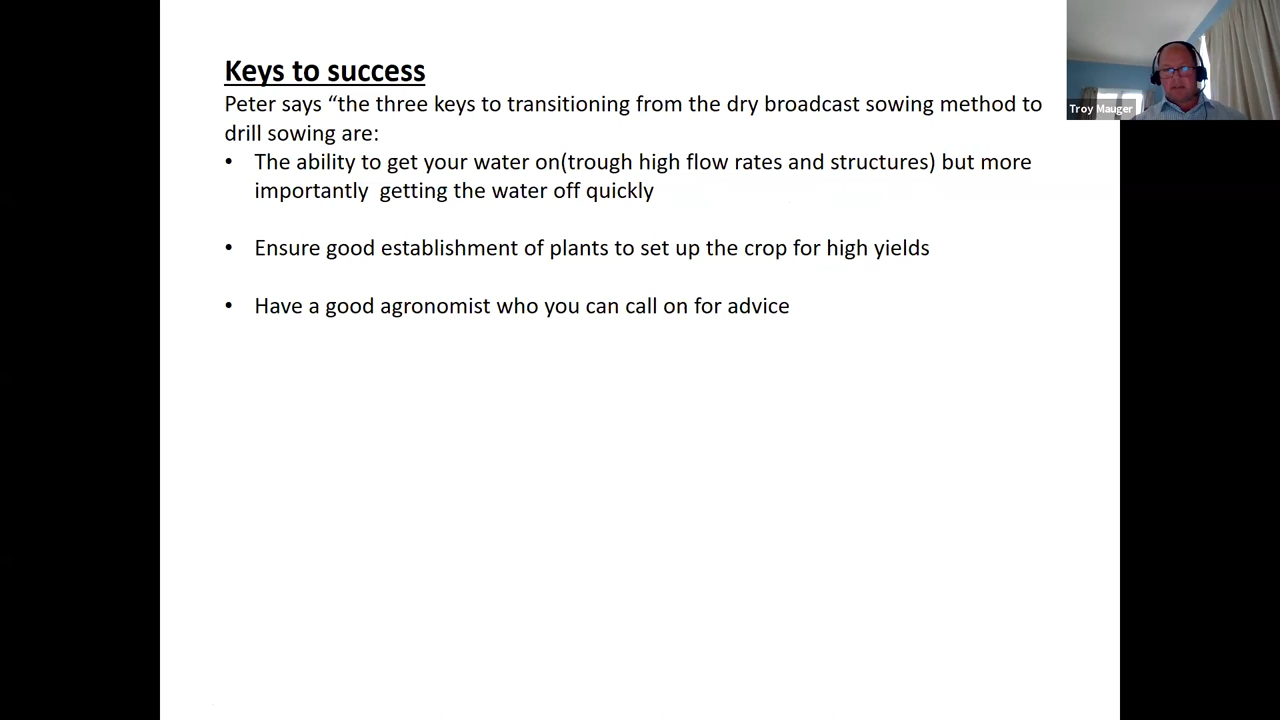 Keys to success
Peter says “the three keys to transitioning from the dry broadcast sowing method to
drill sowing are:
• The ability to get your water on(trough high flow rates and structures) but more
importantly  getting the water off quickly
• Ensure good establishment of plants to set up the crop for high yields
• Have a good agronomist who you can call on for advice
Troy Mauger